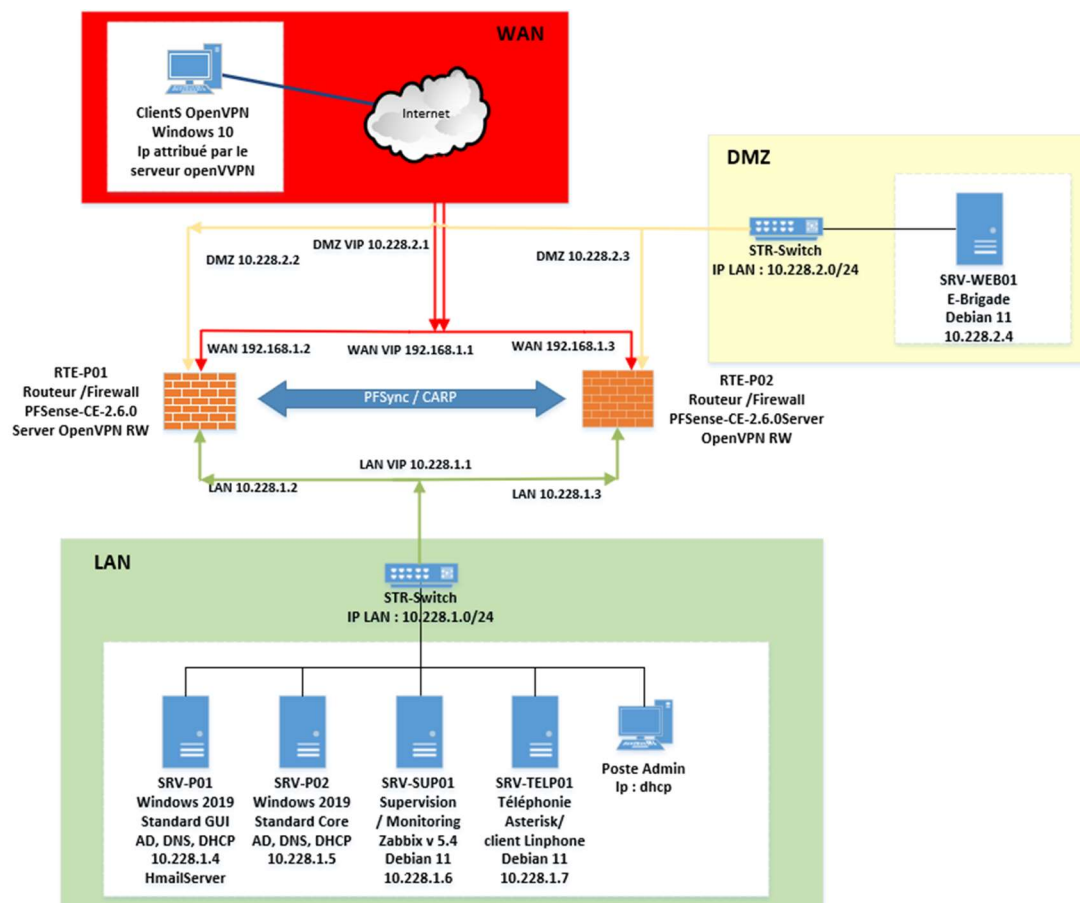 WAN
ClientS OpenVPN
Windows 10
Ip attribué par le
serveur openVVPN
Internet
DMZ
STR-Switch
IP LAN : 10.228.2.0/24
SRV-WEB01
E-Brigade
Debian 11
10.228.2.4
DMZ VIP 10.228.2.1
DMZ 10.228.2.2
DMZ 10.228.2.3
WAN 192.168.1.2
WAN VIP 192.168.1.1
WAN 192.168.1.3
RTE-P01
Routeur /Firewall
PFSense-CE-2.6.0
Server OpenVPN RW
PFSync / CARP
RTE-P02
Routeur /Firewall
PFSense-CE-2.6.0Server
OpenVPN RW
LAN VIP 10.228.1.1
LAN 10.228.1.2
LAN 10.228.1.3
LAN
STR-Switch
IP LAN : 10.228.1.0/24
SRV-P01
Windows 2019
Standard GUI
AD, DNS, DHCP
10.228.1.4
HmailServer
SRV-P02
Windows 2019
Standard Core
AD, DNS, DHCP
10.228.1.5
SRV-SUP01
Supervision
/ Monitoring
Zabbix v 5.4
Debian 11
10.228.1.6
SRV-TELP01
Téléphonie
Asterisk/
client Linphone
Debian 11
10.228.1.7
Poste Admin
Ip : dhcp